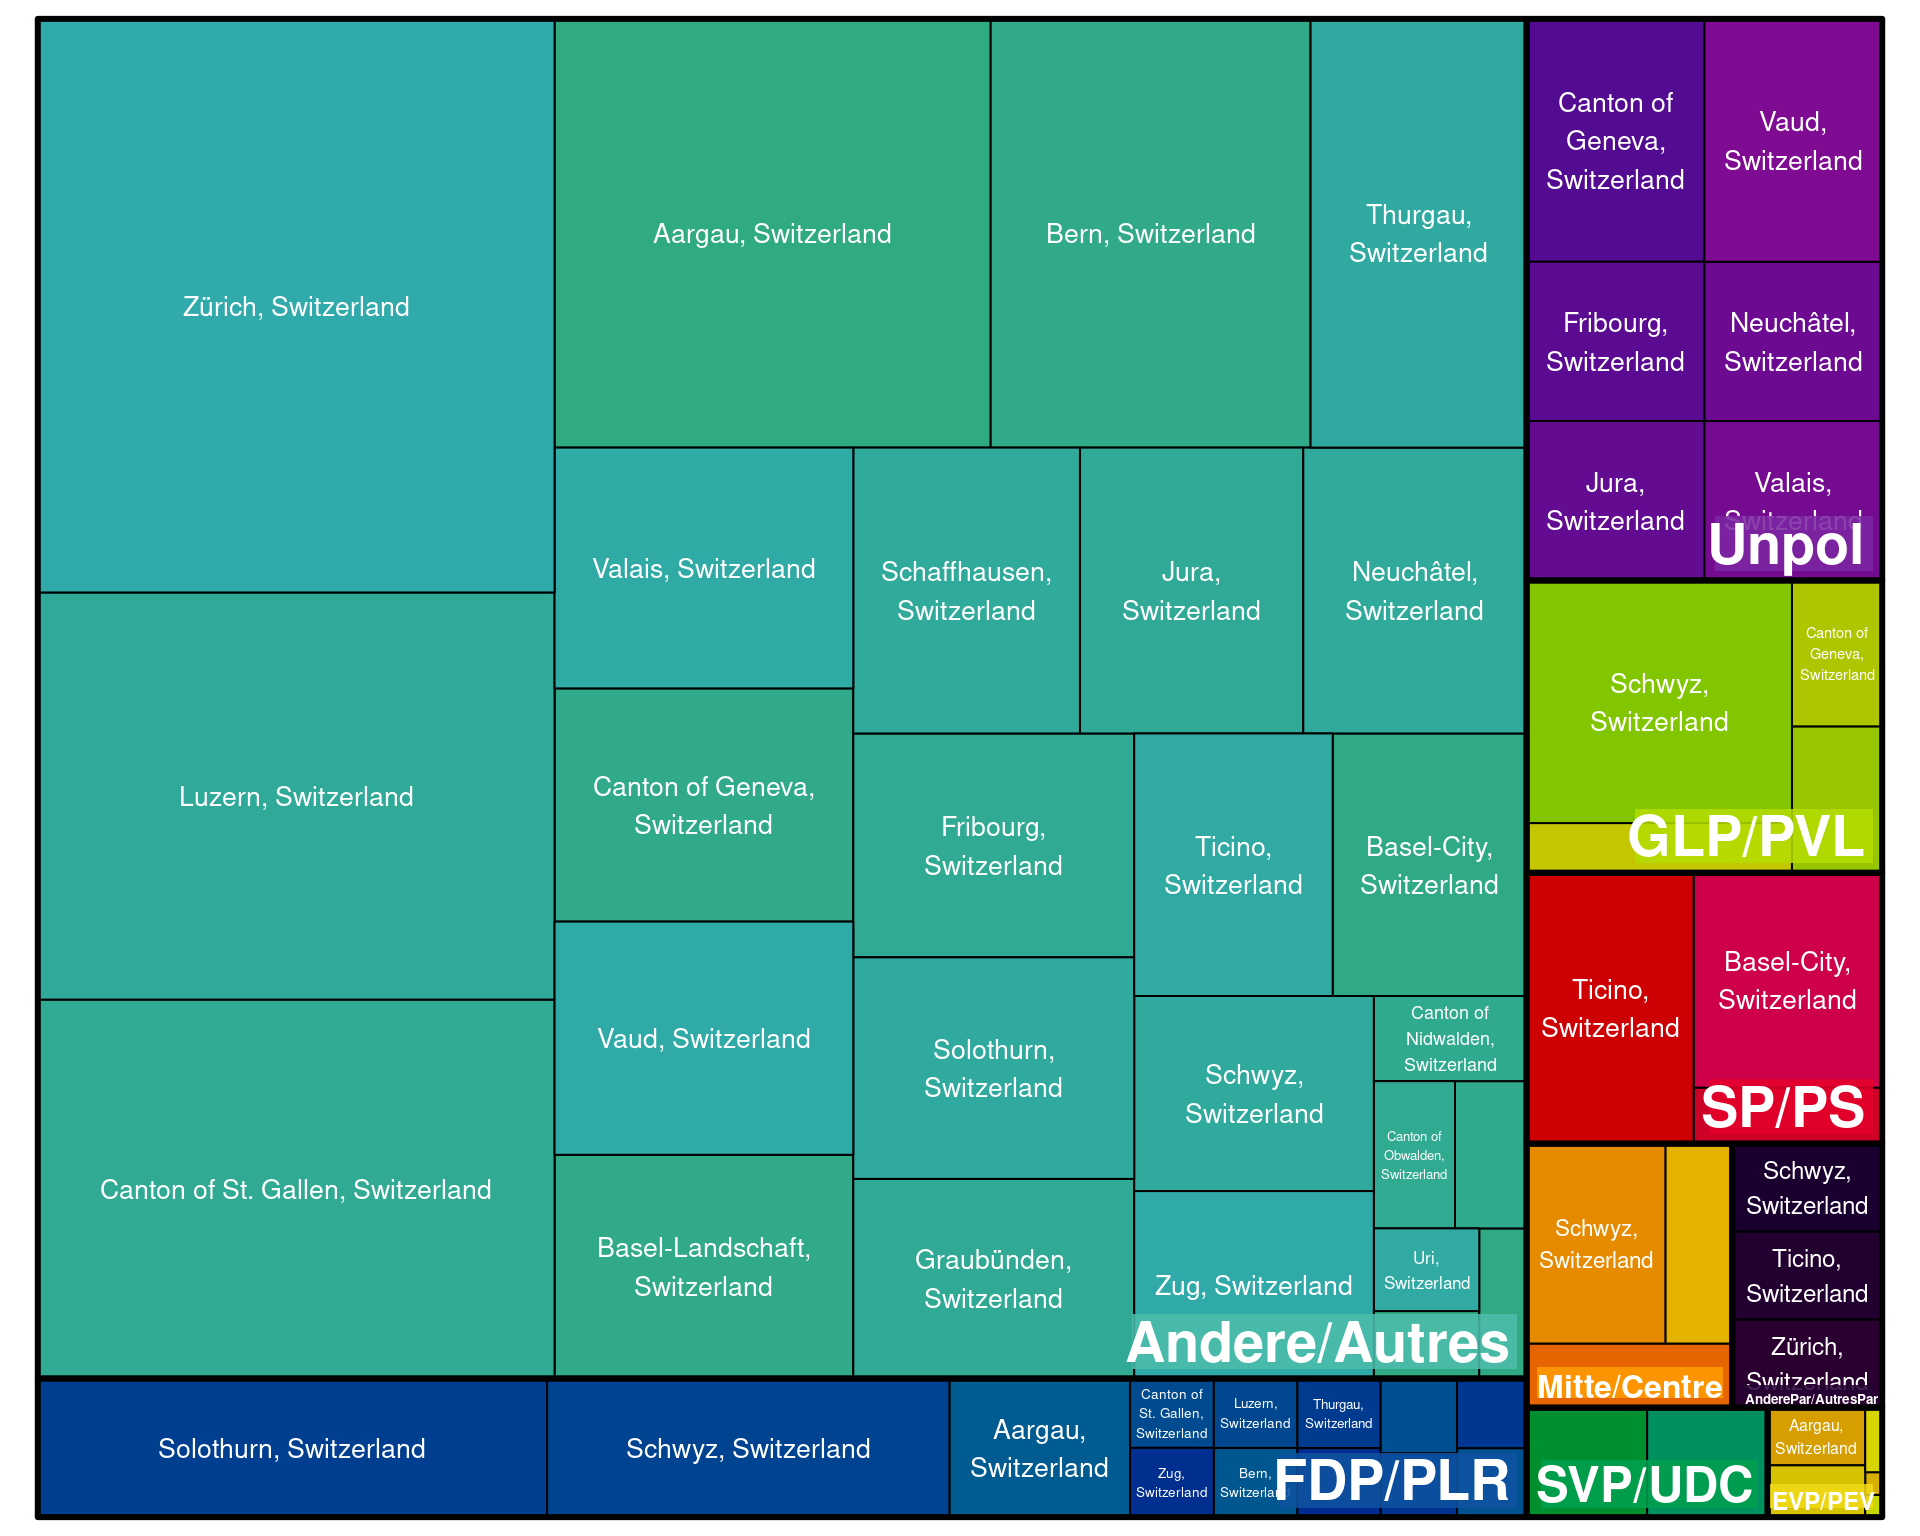 Zürich, Switzerland
Luzern, Switzerland
Canton of St. Gallen, Switzerland
Aargau, Switzerland
Bern, Switzerland
Thurgau,
Switzerland
Valais, Switzerland
Canton of Geneva,
Switzerland
Vaud, Switzerland
Basel-Landschaft,
Switzerland
Schaffhausen,
Switzerland
Jura,
Switzerland
Neuchâtel,
Switzerland
Fribourg,
Switzerland
Solothurn,
Switzerland
Graubünden,
Switzerland
Ticino,
Switzerland
Basel-City,
Switzerland
Schwyz,
Switzerland
Zug, Switzerland
Canton of
Nidwalden,
Switzerland
Canton of
Obwalden,
Switzerland
Uri,
Switzerland
Andere/Autres
Solothurn, Switzerland
Schwyz, Switzerland
Aargau,
Switzerland
Canton of
St. Gallen,
Switzerland
Zug,
Switzerland
Luzern,
Switzerland
Bern,
Switzerland
Thurgau,
Switzerland
FDP/PLR
Canton of
Geneva,
Switzerland
Vaud,
Switzerland
Fribourg,
Switzerland
Neuchâtel,
Switzerland
Jura,
Switzerland
Valais,
Switzerland
Unpol
Schwyz,
Switzerland
Canton of
Geneva,
Switzerland
GLP/PVL
Ticino,
Switzerland
Basel-City,
Switzerland
SP/PS
Schwyz,
Switzerland
Mitte/Centre
Schwyz,
Switzerland
Ticino,
Switzerland
Zürich,
Switzerland
AnderePar/AutresPar
SVP/UDC
Aargau,
Switzerland
EVP/PEV